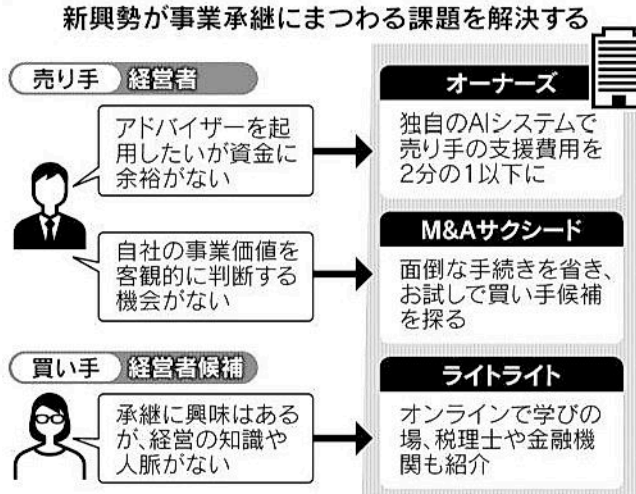 新興勢が事業承継にまつわる課題を解決する
売り手 経営者
アドバイザーを起
用したいが資金に
余裕がない
オーナーズ
独自のAIシステムで
売り手の支援費用を
2分の1以下に
自社の事業価値を
客観的に判断する
機会がない
M&Aサクシード
面倒な手続きを省き、
お試しで買い手候補
を探る
買い手 経営者候補
承継に興味はある
が、経営の知識や
人脈がない
ライトライト
オンラインで学びの
場、税理士や金融機
関も紹介